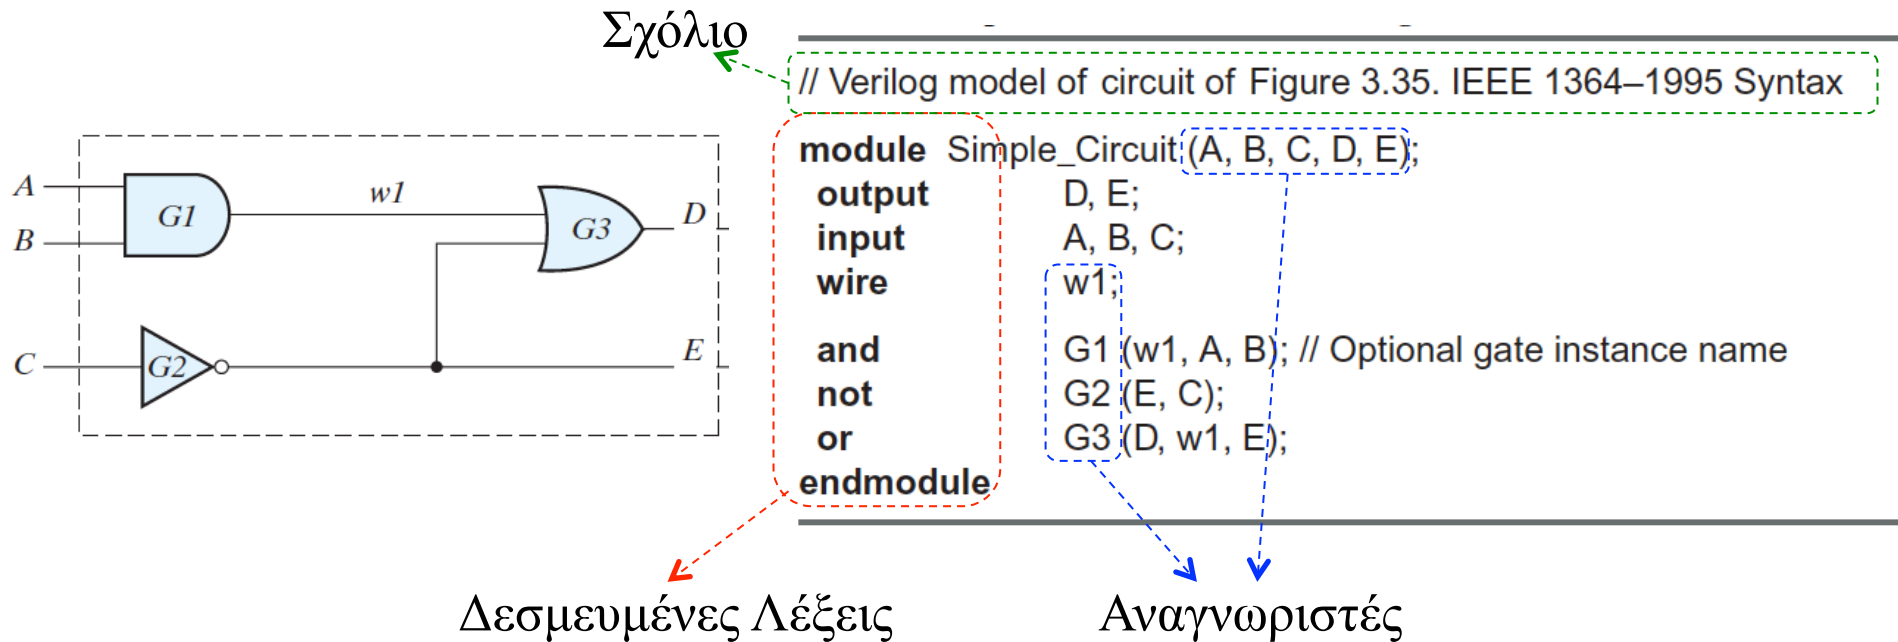 Σχόλιο
// Verilog model of circuit of Figure 3.35. IEEE 1364–1995 Syntax
module Simple_Circuit (A, B, C, D, E);
output D, E;
input A, B, C;
wire w1;
and G1 (w1, A, B); // Optional gate instance name
not G2 (E, C);
or G3 (D, w1, E);
endmodule
A
B
C
G1
w1
G2
G3
D
E
Δεσμευμένες Λέξεις
Αναγνωριστές